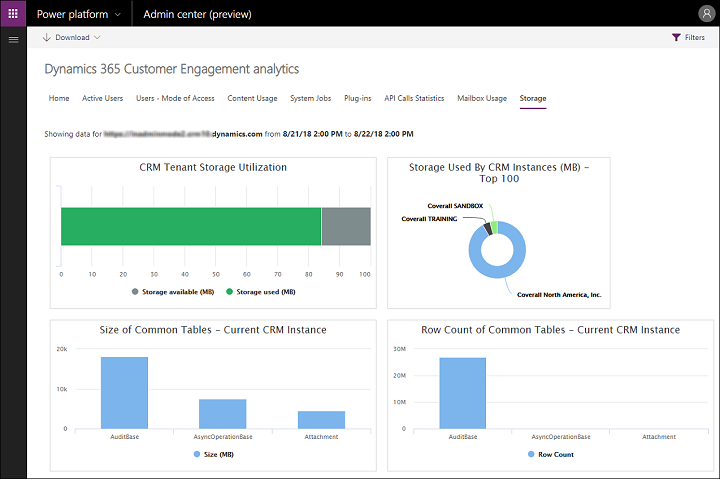 Power platform
Admin center (preview)
Download
Filters
Dynamics 365 Customer Engagement analytics
Home Active Users Users - Mode of Access Content Usage System Jobs Plug-ins API Calls Statistics Mailbox Usage Storage
Showing data for dynamics.com from 8/21/18 2:00 PM to 8/22/18 2:00 PM
CRM Tenant Storage Utilization
0 10 20 30 40 50 60 70 80 90 100
Storage available (MB) Storage used (MB)
Storage Used By CRM Instances (MB) -
Top 100
Coverall SANDBOX
Coverall TRAINING
Coverall North America, Inc.
Size of Common Tables - Current CRM Instance
20k
10k
0
AuditBase AsyncOperationBase Attachment
Size (MB)
Row Count of Common Tables - Current CRM Instance
30M
20M
10M
0
AuditBase AsyncOperationBase Attachment
Row Count